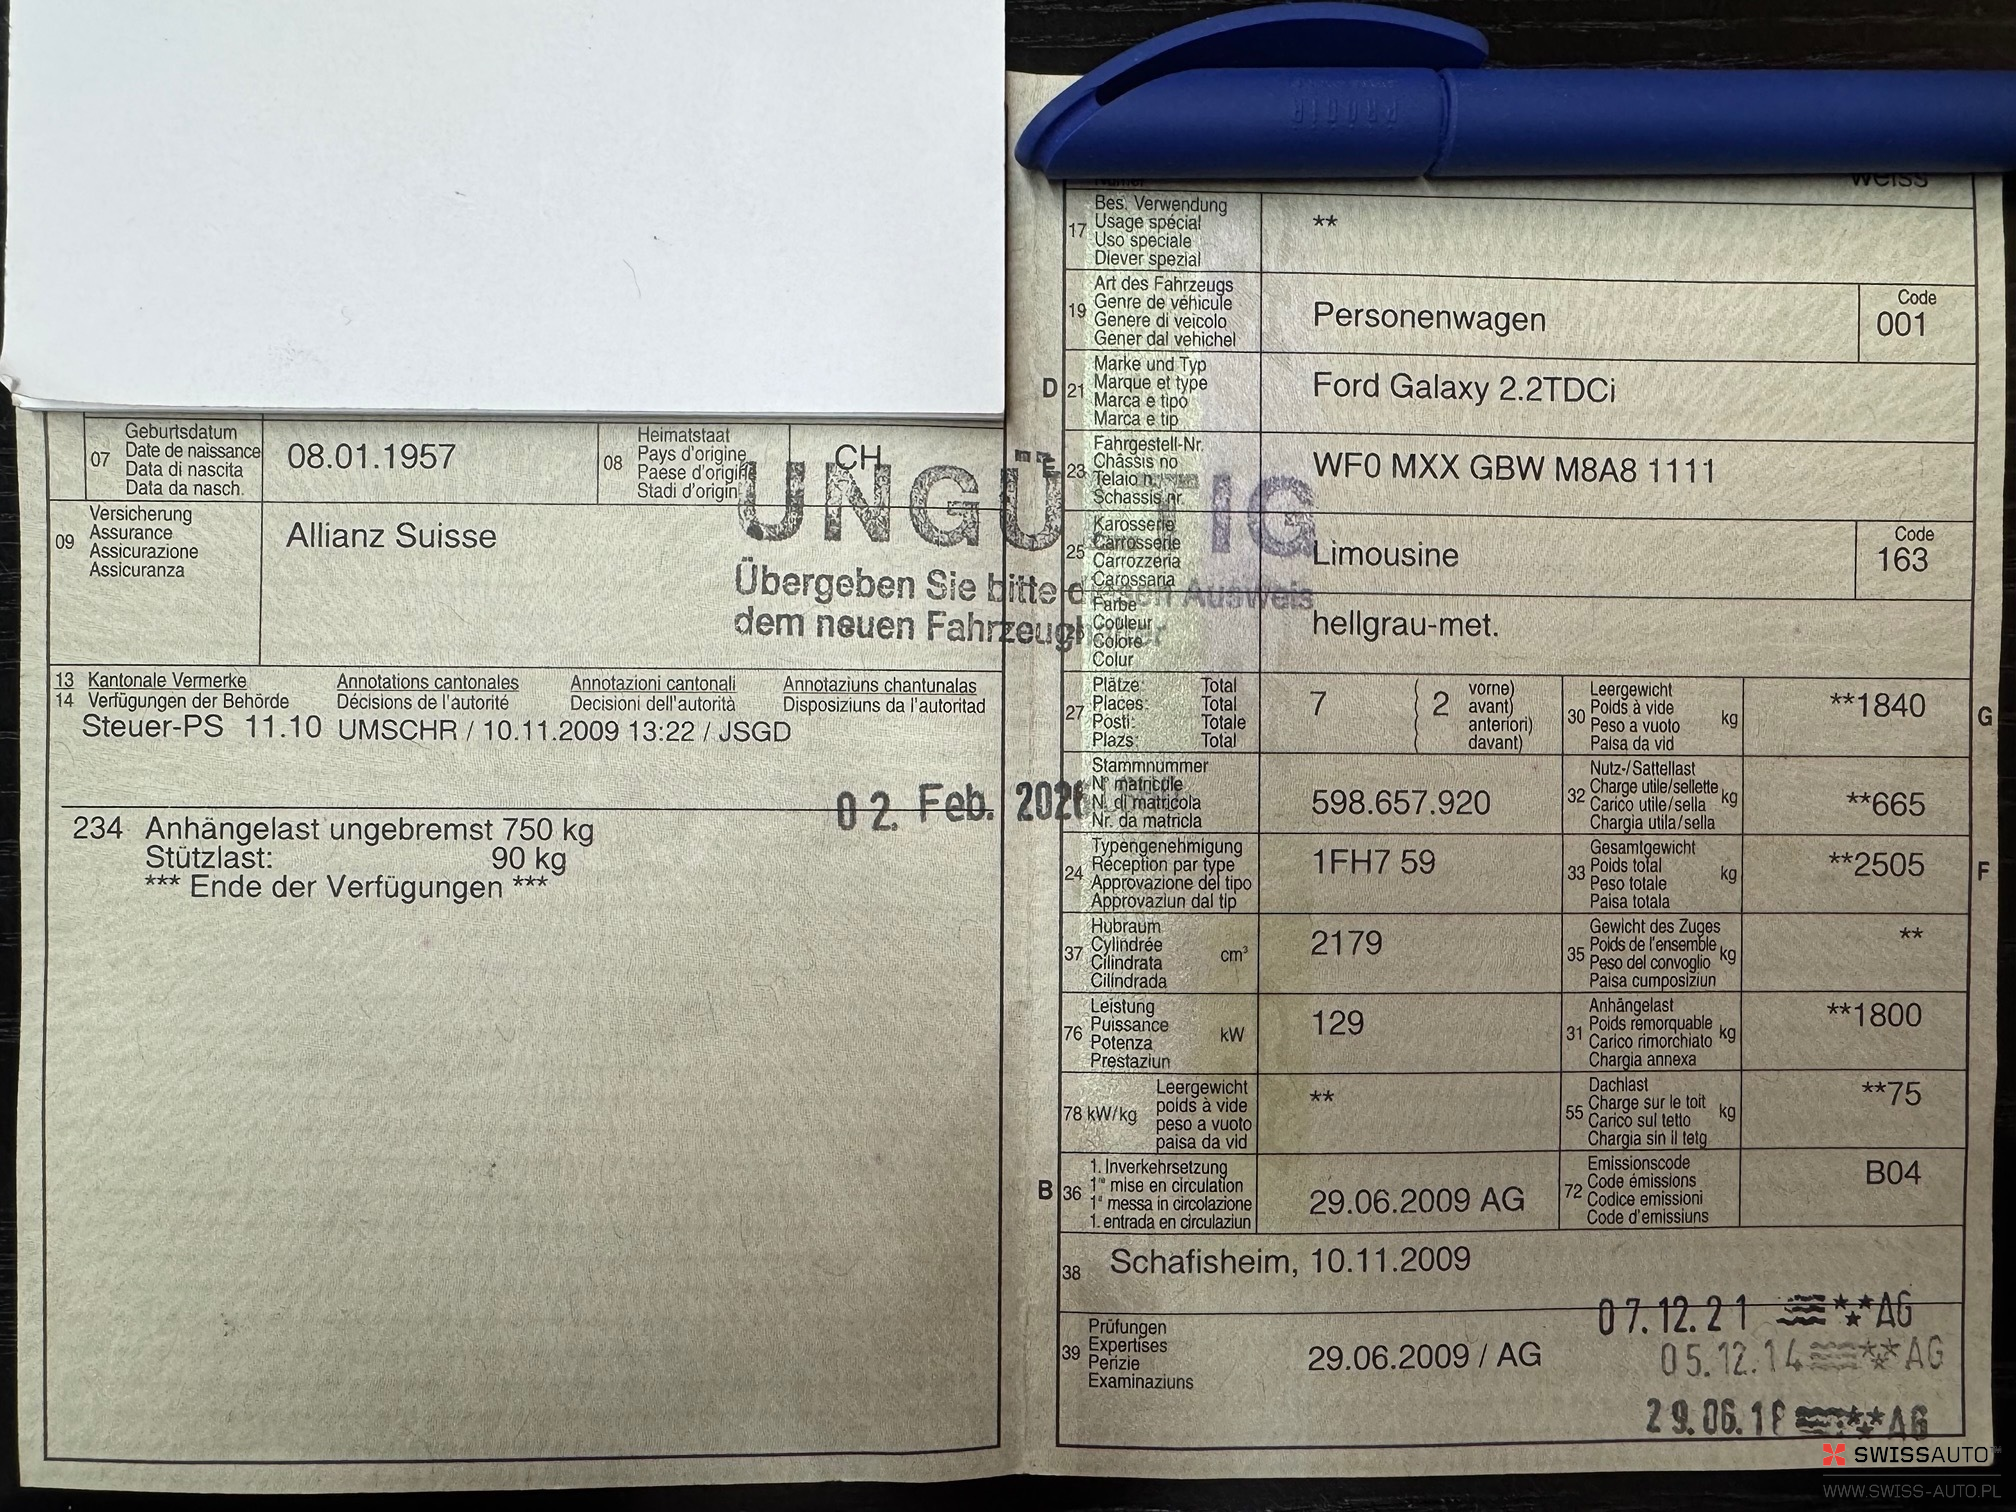 07 Geburtsdatum
Date de naissance
Data di nascita
Data da nasch.
08.01.1957
08 Heimatstaat
Pays d'origine
Paese d'origin
Stadi d'origin
CH
09 Versicherung
Assurance
Assicurazione
Assicuranza
Allianz Suisse
UNGÜLTIG
Übergeben Sie bitte diesen Ausweis
dem neuen Fahrzeughalter
13 Kantonale Vermerke Annotations cantonales Annotazioni cantonali Annotaziuns chantunalas
14 Verfügungen der Behörde Décisions de l'autorité Decisioni dell'autorità Disposiziuns da l'autoritad
Steuer-PS 11.10 UMSCHR / 10.11.2009 13:22 / JSGD
02. Feb. 2026
234 Anhängelast ungebremst 750 kg
Stützlast: 90 kg
*** Ende der Verfügungen ***
PRODIR
weiss
17 Bes. Verwendung
Usage spécial
Uso speciale
Diever spezial
**
19 Art des Fahrzeugs
Genre de véhicule
Genere di veicolo
Gener dal vehichel
Personenwagen
Code
001
D 21 Marke und Typ
Marque et type
Marca e tipo
Marca e tip
Ford Galaxy 2.2TDCi
E 23 Fahrgestell-Nr.
Châssis no
Telaio n.
Schassis nr.
WF0 MXX GBW M8A8 1111
25 Karosserie
Carrosserie
Carrozzeria
Carossaria
Limousine
Code
163
26 Farbe
Couleur
Colore
Colur
hellgrau-met.
27 Plätze: Total
Places: Total
Posti: Totale
Plazs: Total
7 ( 2 vorne)
avant)
anteriori)
davant)
30 Leergewicht
Poids à vide
Peso a vuoto
Paisa da vid
kg
**1840
G
Stammnummer
N° matricule
N. di matricola
Nr. da matricla
598.657.920
32 Nutz-/Sattellast
Charge utile/sellette
Carico utile/sella
Chargia utila/sella
kg
**665
24 Typengenehmigung
Réception par type
Approvazione del tipo
Approvaziun dal tip
1FH7 59
33 Gesamtgewicht
Poids total
Peso totale
Paisa totala
kg
**2505
F
37 Hubraum
Cylindrée
Cilindrata
Cilindrada
cm³
2179
35 Gewicht des Zuges
Poids de l'ensemble
Peso del convoglio
Paisa cumposiziun
kg
**
76 Leistung
Puissance
Potenza
Prestaziun
kW
129
31 Anhängelast
Poids remorquable
Carico rimorchiato
Chargia annexa
kg
**1800
78 kW/kg Leergewicht
poids à vide
peso a vuoto
paisa da vid
**
55 Dachlast
Charge sur le toit
Carico sul tetto
Chargia sin il tetg
kg
**75
B 36 1. Inverkehrsetzung
1re mise en circulation
1a messa in circolazione
1. entrada en circulaziun
29.06.2009 AG
72 Emissionscode
Code émissions
Codice emissioni
Code d'emissiuns
B04
38 Schafisheim, 10.11.2009
39 Prüfungen
Expertises
Perizie
Examinaziuns
29.06.2009 / AG
07.12.21 AG
05.12.14 AG
29.06.18 AG
SWISSAUTO™
WWW.SWISS-AUTO.PL